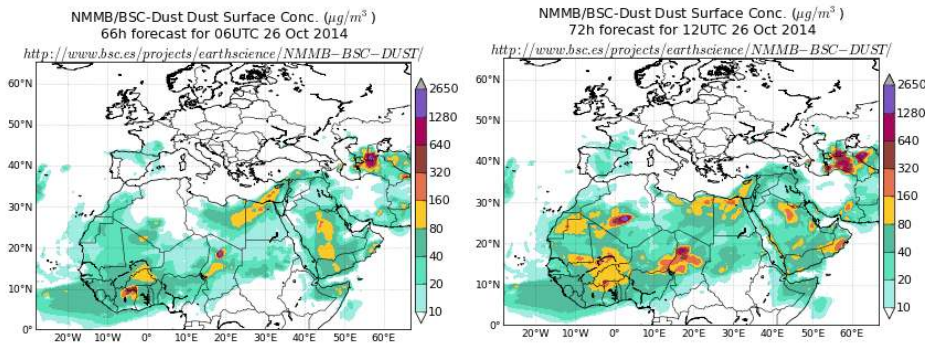 NMMB/BSC-Dust Dust Surface Conc. (μg/m³)
66h forecast for 06UTC 26 Oct 2014
http://www.bsc.es/projects/earthscience/NMMB-BSC-DUST/
60°N
50°N
40°N
30°N
20°N
10°N
0°
20°W
10°W
0°E
10°E
20°E
30°E
40°E
50°E
60°E
2650
1280
640
320
160
80
40
20
10
NMMB/BSC-Dust Dust Surface Conc. (μg/m³)
72h forecast for 12UTC 26 Oct 2014
http://www.bsc.es/projects/earthscience/NMMB-BSC-DUST/
60°N
50°N
40°N
30°N
20°N
10°N
0°
20°W
10°W
0°E
10°E
20°E
30°E
40°E
50°E
60°E
2650
1280
640
320
160
80
40
20
10